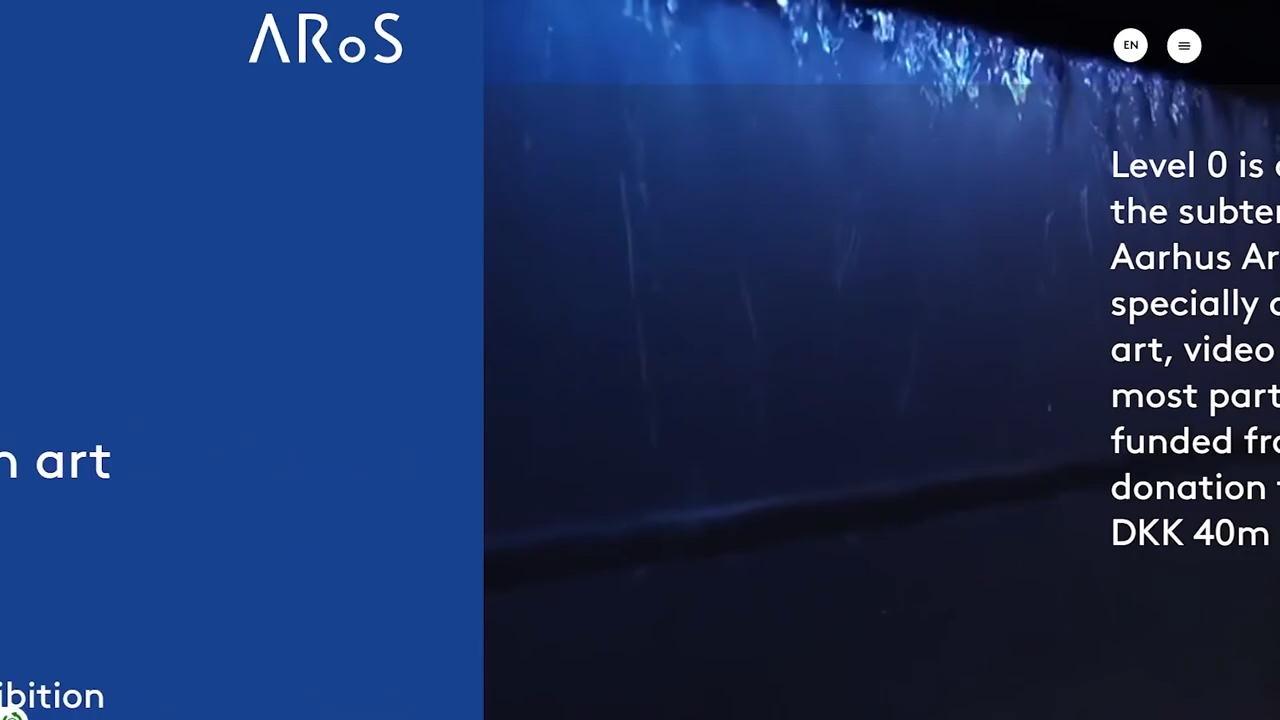 ARoS
EN
Level 0 is
the subter
Aarhus Ar
specially
art, video
most part
funded fro
donation
DKK 40m
n art
ibition